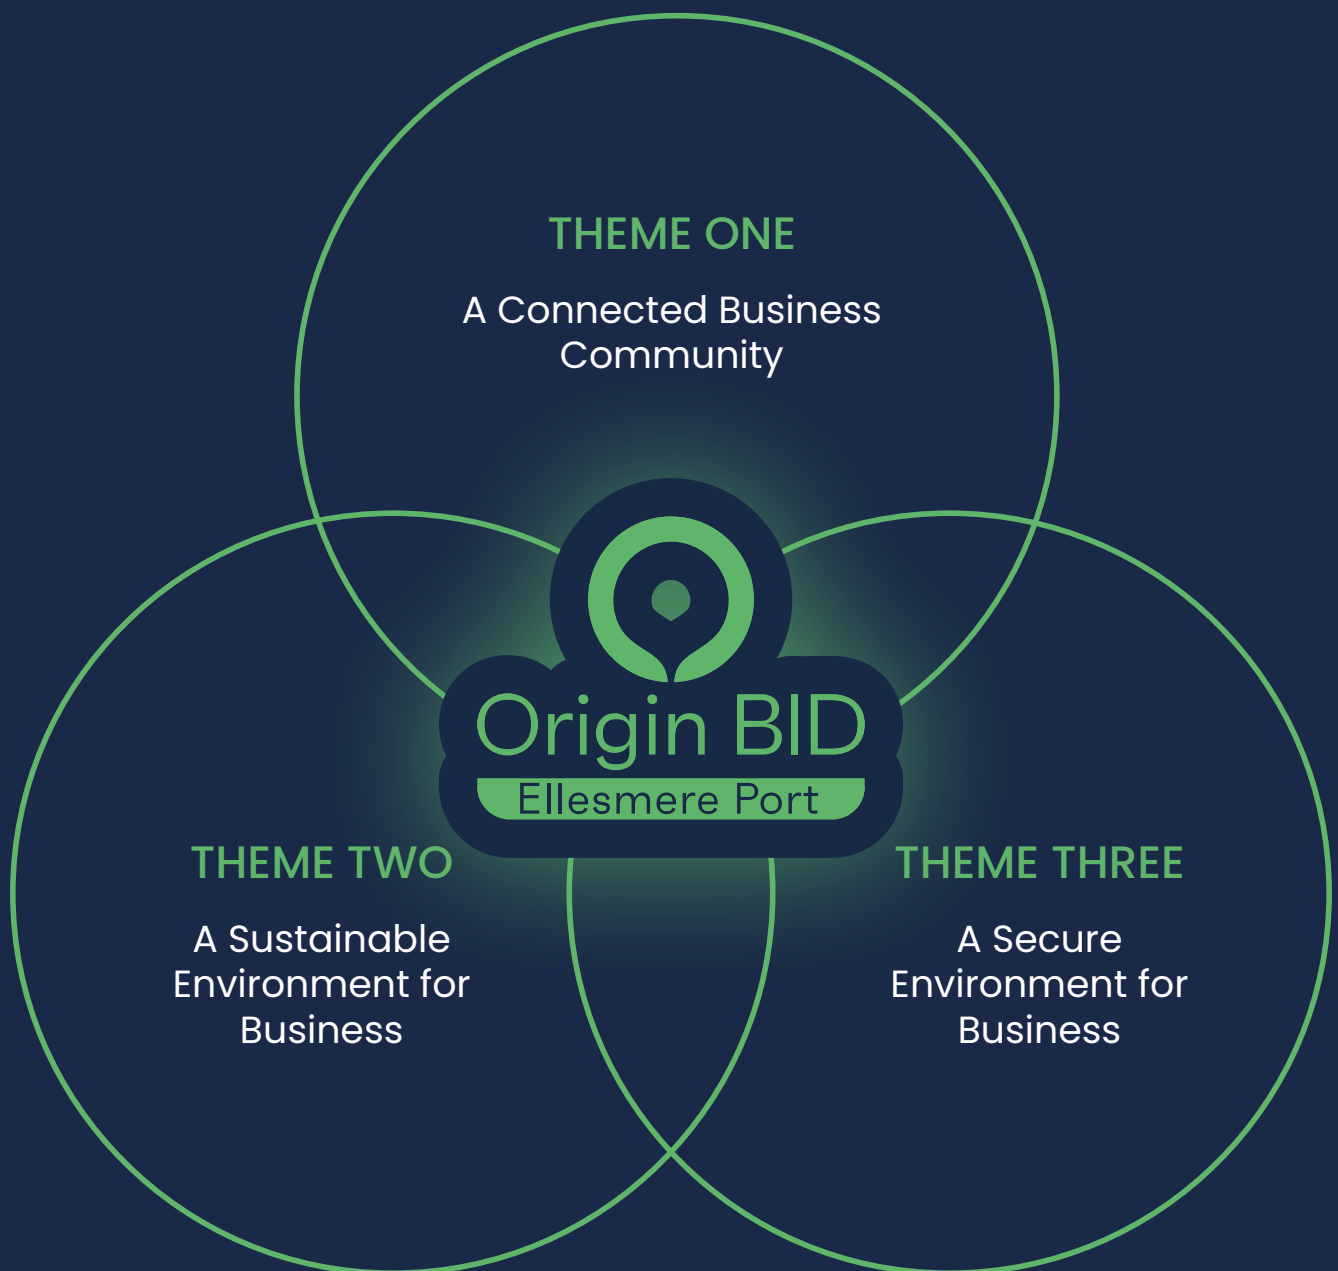 THEME ONE
A Connected Business
Community
Origin BID
Ellesmere Port
THEME TWO
A Sustainable
Environment for
Business
THEME THREE
A Secure
Environment for
Business